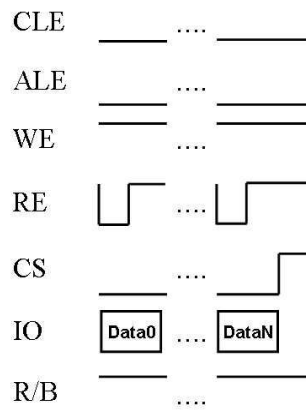 CLE ....
ALE ....
WE ....
RE ....
CS ....
IO Data0 .... DataN
R/B ....